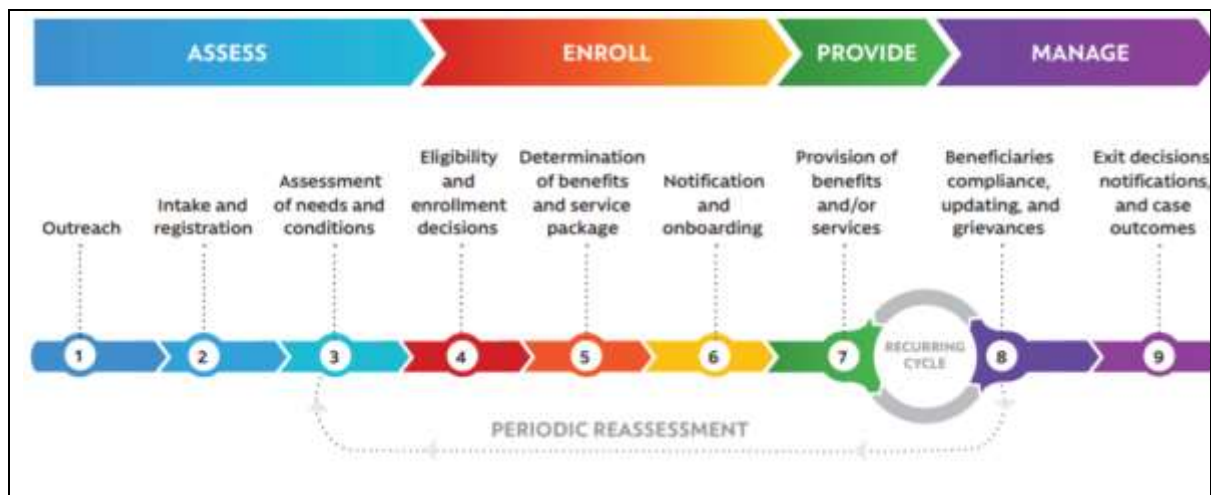 ASSESS
ENROLL
PROVIDE
MANAGE
Outreach
Intake and
registration
Assessment
of needs and
conditions
Eligibility
and
enrollment
decisions
Determination
of benefits
and service
package
Notification
and
onboarding
Provision of
benefits
and/or
services
Beneficiaries
compliance,
updating, and
grievances
Exit decisions,
notifications,
and case
outcomes
1
2
3
4
5
6
7
RECURRING
CYCLE
8
9
PERIODIC REASSESSMENT